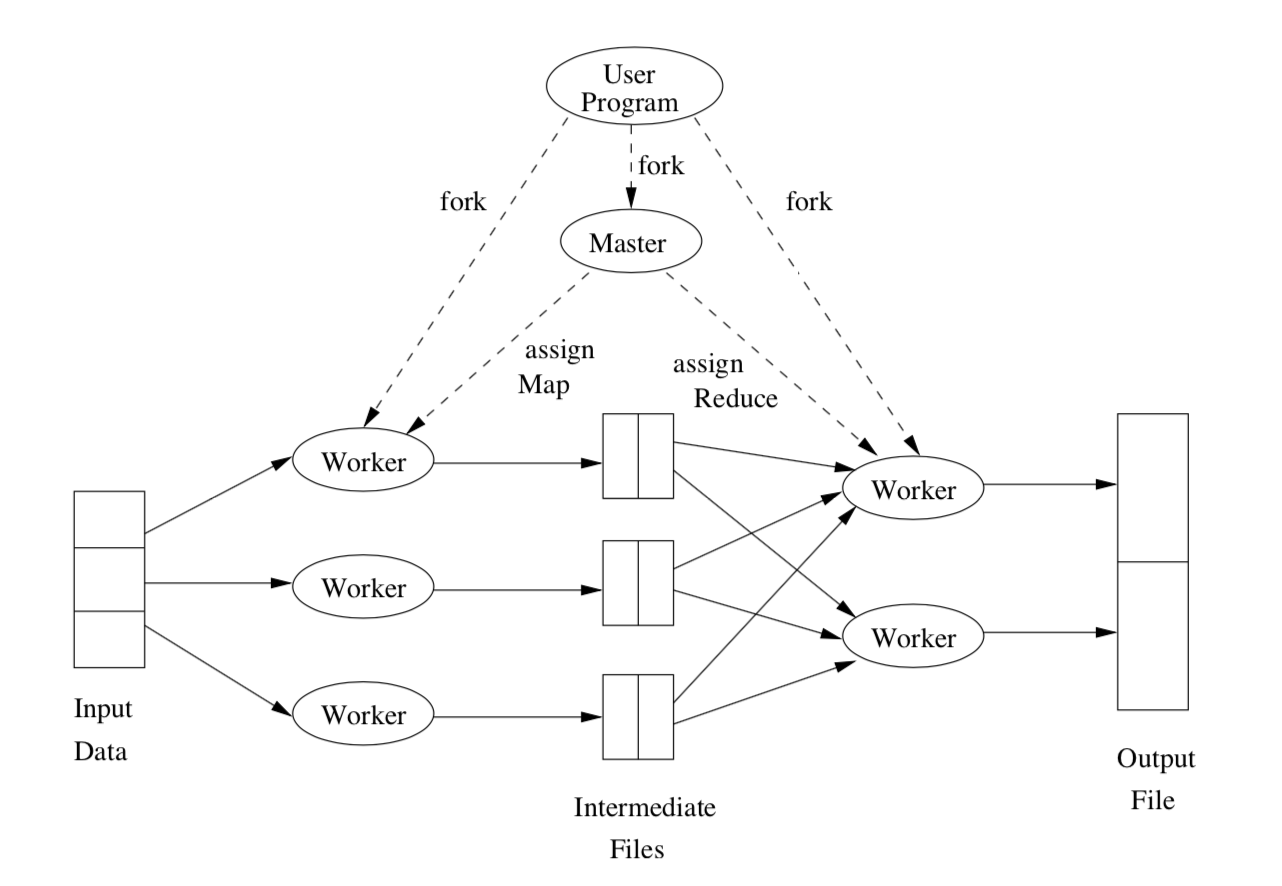 User
Program
fork
fork
fork
Master
assign
Map
assign
Reduce
Worker
Worker
Worker
Worker
Worker
Input
Data
Intermediate
Files
Output
File